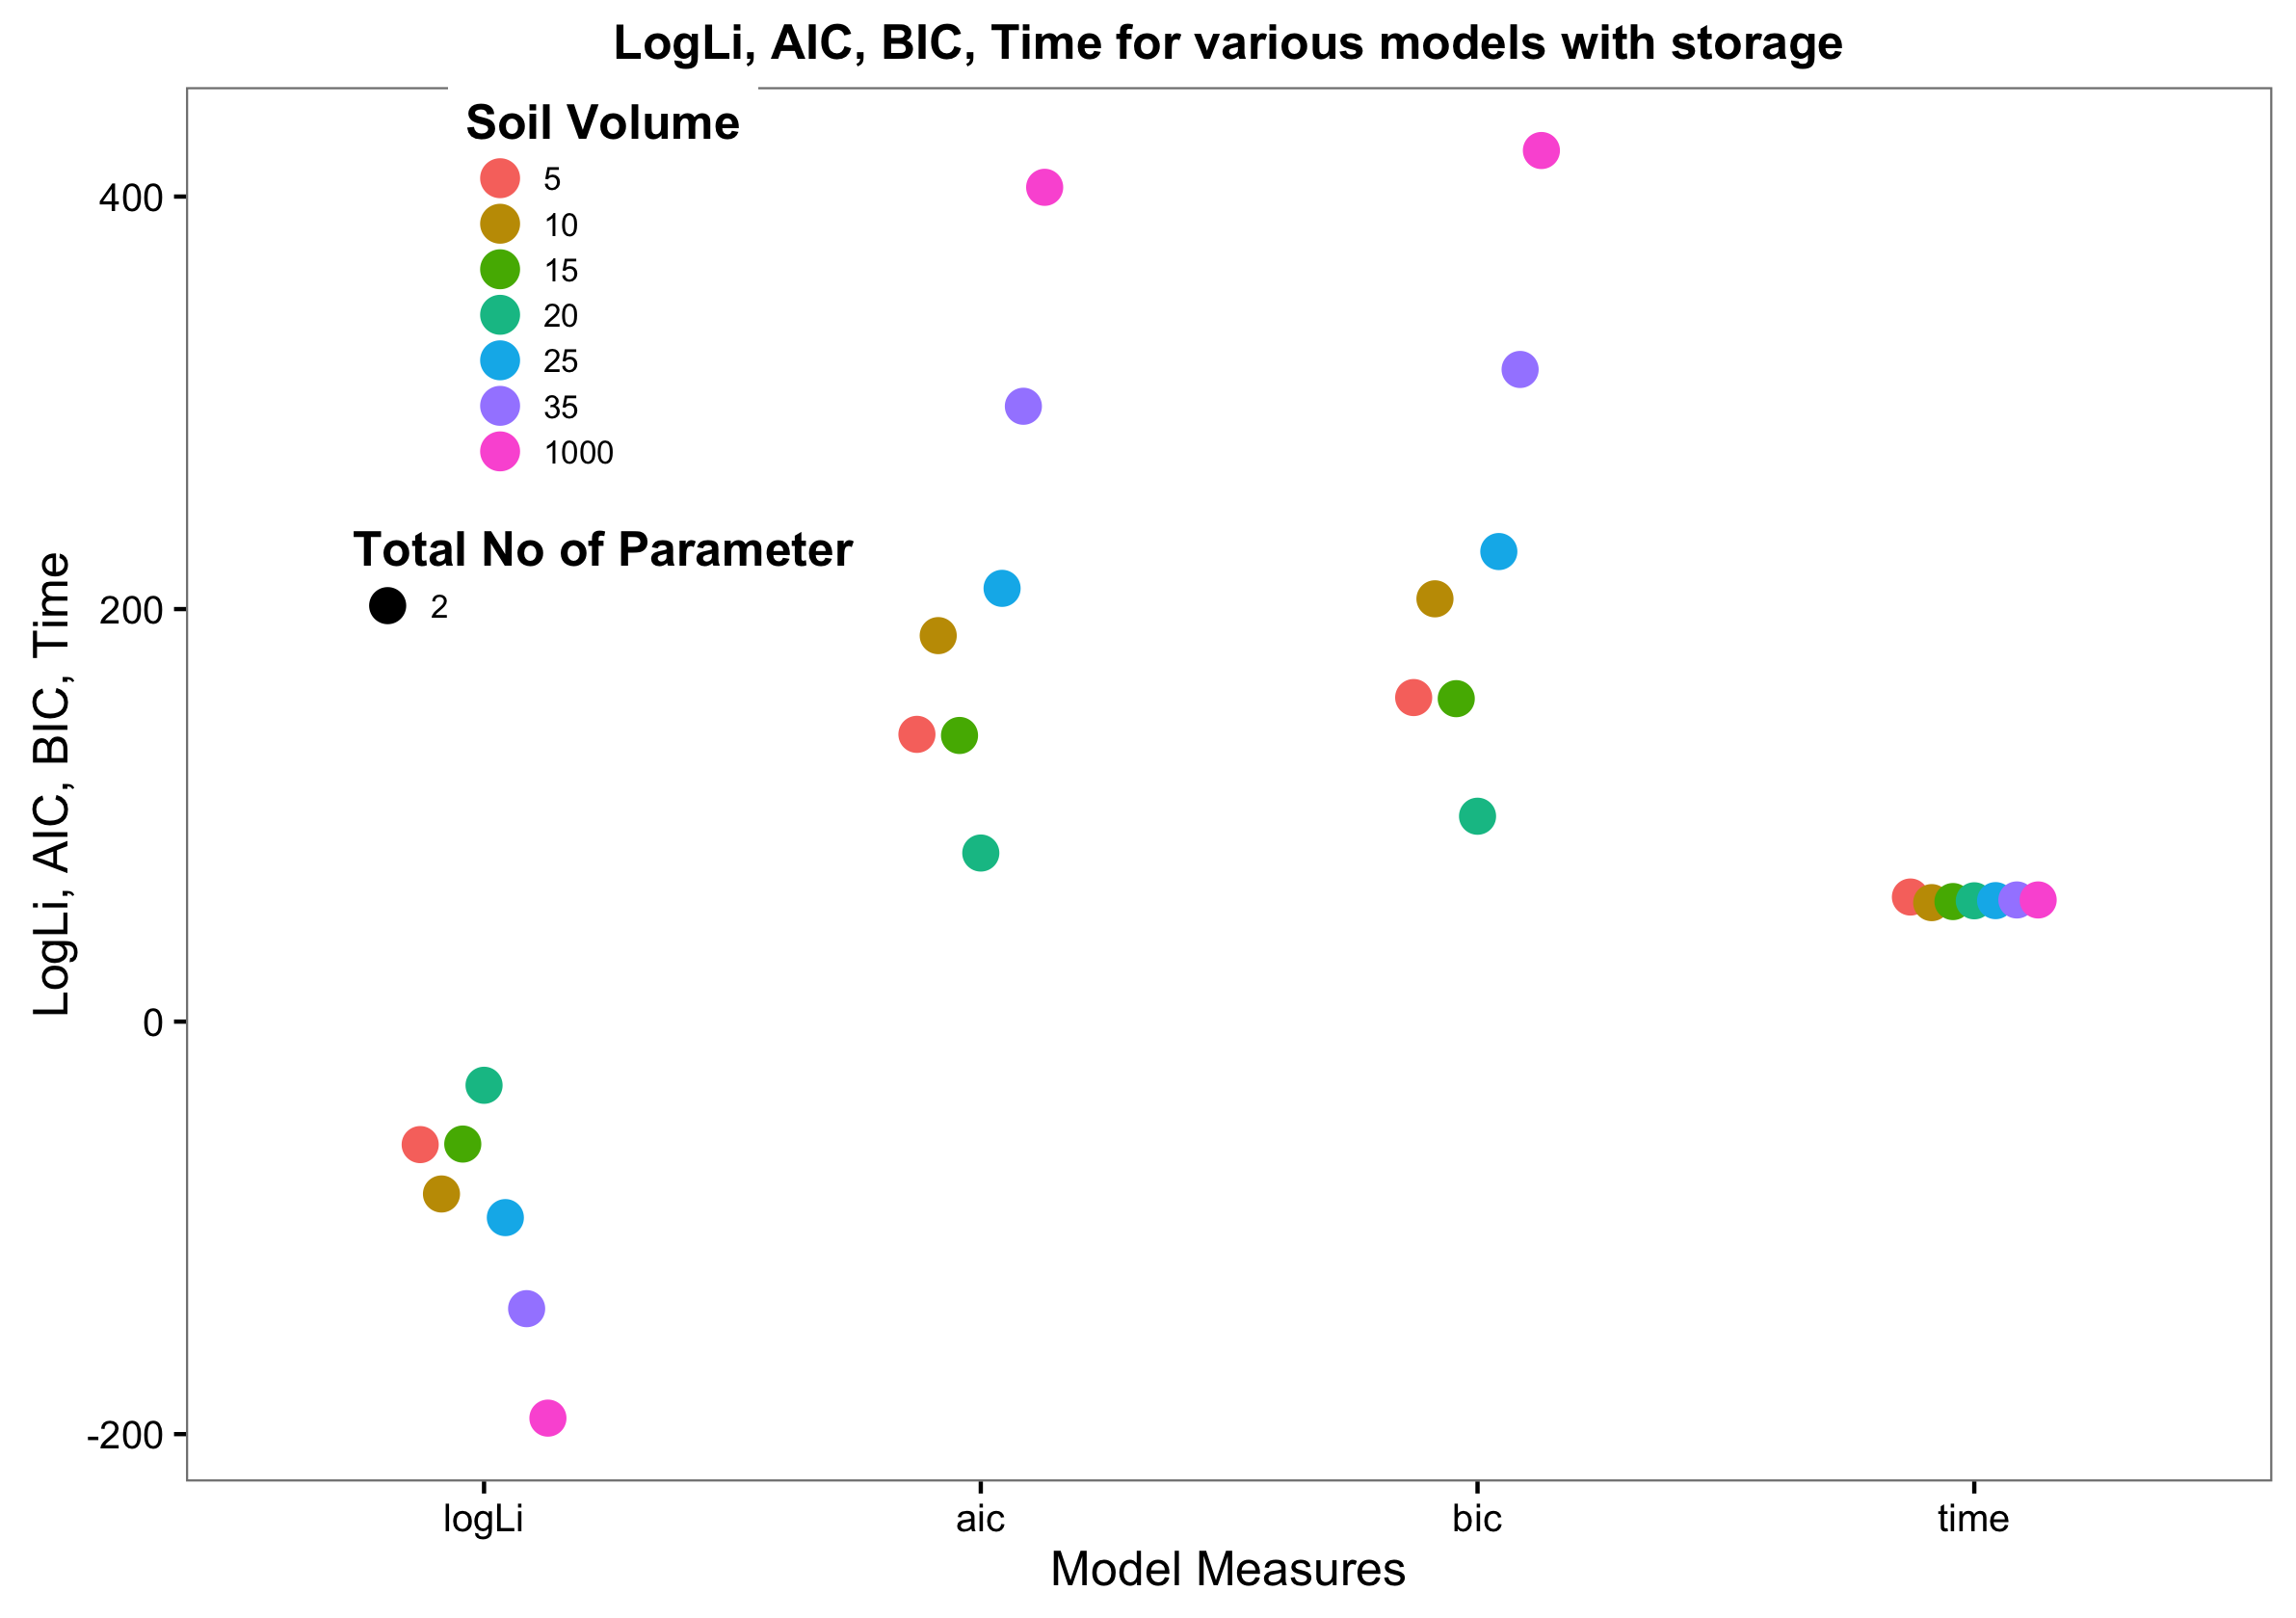 LogLi, AIC, BIC, Time for various models with storage
Soil Volume
5
10
15
20
25
35
1000
Total No of Parameter
2
LogLi, AIC, BIC, Time
400
200
0
-200
logLi aic bic time
Model Measures